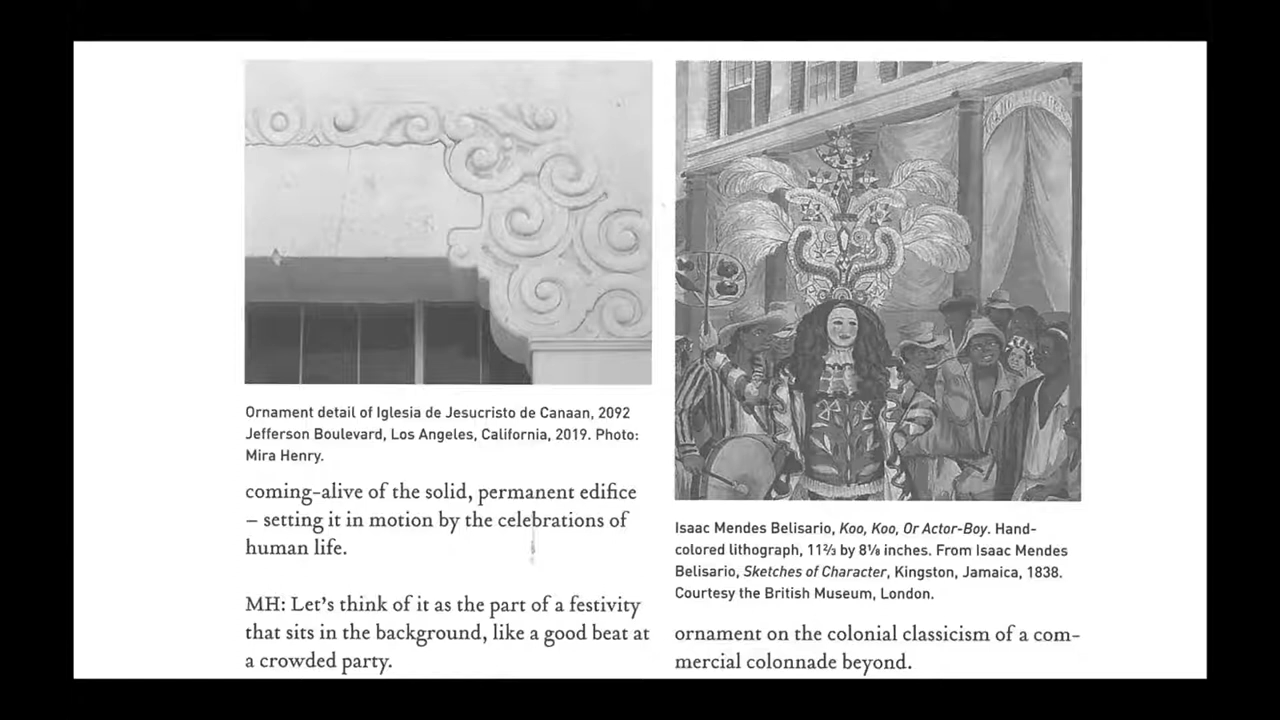 Ornament detail of Iglesia de Jesucristo de Canaan, 2092
Jefferson Boulevard, Los Angeles, California, 2019. Photo:
Mira Henry.
coming-alive of the solid, permanent edifice
– setting it in motion by the celebrations of
human life.
MH: Let's think of it as the part of a festivity
that sits in the background, like a good beat at
a crowded party.
Isaac Mendes Belisario, Koo, Koo, Or Actor-Boy. Hand-
colored lithograph, 11⅔ by 8⅛ inches. From Isaac Mendes
Belisario, Sketches of Character, Kingston, Jamaica, 1838.
Courtesy the British Museum, London.
ornament on the colonial classicism of a com-
mercial colonnade beyond.